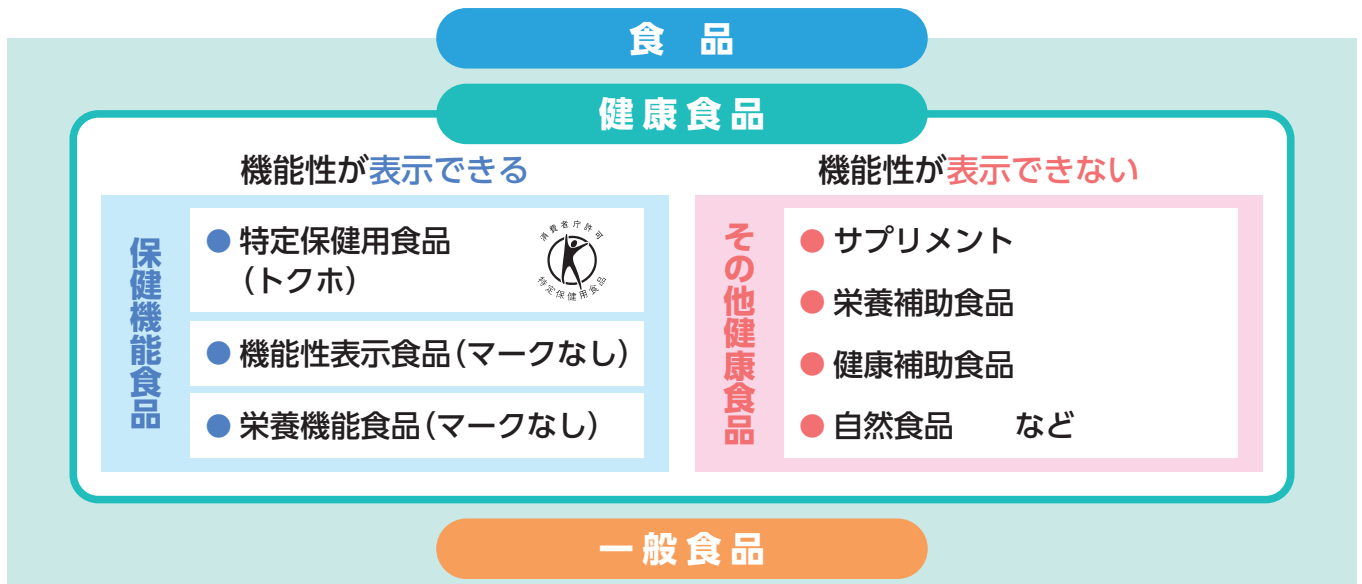 食 品
健康食品
機能性が表示できる
保健機能食品
● 特定保健用食品
(トクホ)
消費者庁許可
特定保健用食品
● 機能性表示食品(マークなし)
● 栄養機能食品(マークなし)
機能性が表示できない
その他健康食品
● サプリメント
● 栄養補助食品
● 健康補助食品
● 自然食品 など
一般食品